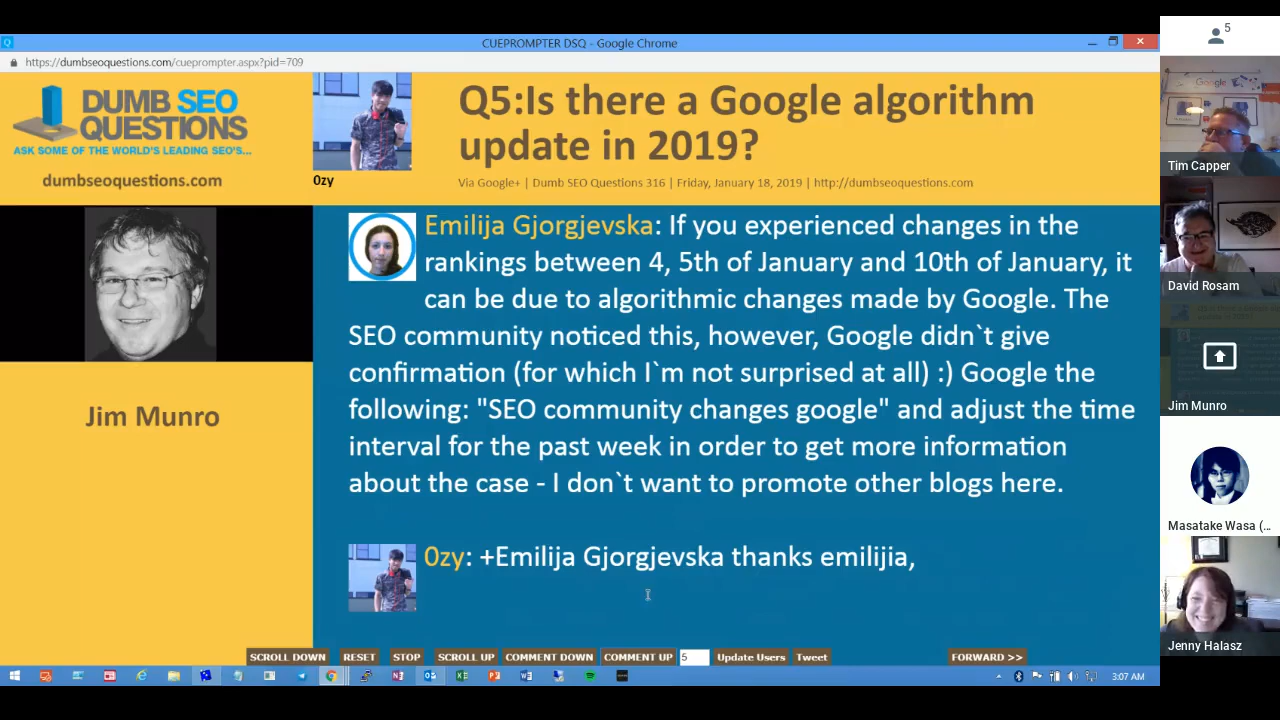 CUEPROMPTER DSQ - Google Chrome
https://dumbseoquestions.com/cueprompter.aspx?pid=709
DUMB SEO
QUESTIONS
ASK SOME OF THE WORLD'S LEADING SEO'S...
dumbseoquestions.com
0zy
Q5:Is there a Google algorithm
update in 2019?
Via Google+ | Dumb SEO Questions 316 | Friday, January 18, 2019 | http://dumbseoquestions.com
Jim Munro
Emilija Gjorgjevska: If you experienced changes in the
rankings between 4, 5th of January and 10th of January, it
can be due to algorithmic changes made by Google. The
SEO community noticed this, however, Google didn`t give
confirmation (for which I`m not surprised at all) :) Google the
following: "SEO community changes google" and adjust the time
interval for the past week in order to get more information
about the case - I don`t want to promote other blogs here.
0zy: +Emilija Gjorgjevska thanks emilijia,
SCROLL DOWN RESET STOP SCROLL UP COMMENT DOWN COMMENT UP 5 Update Users Tweet FORWARD >>
3:07 AM
5
Google
Tim Capper
David Rosam
Jim Munro
Masatake Wasa (...
Jenny Halasz